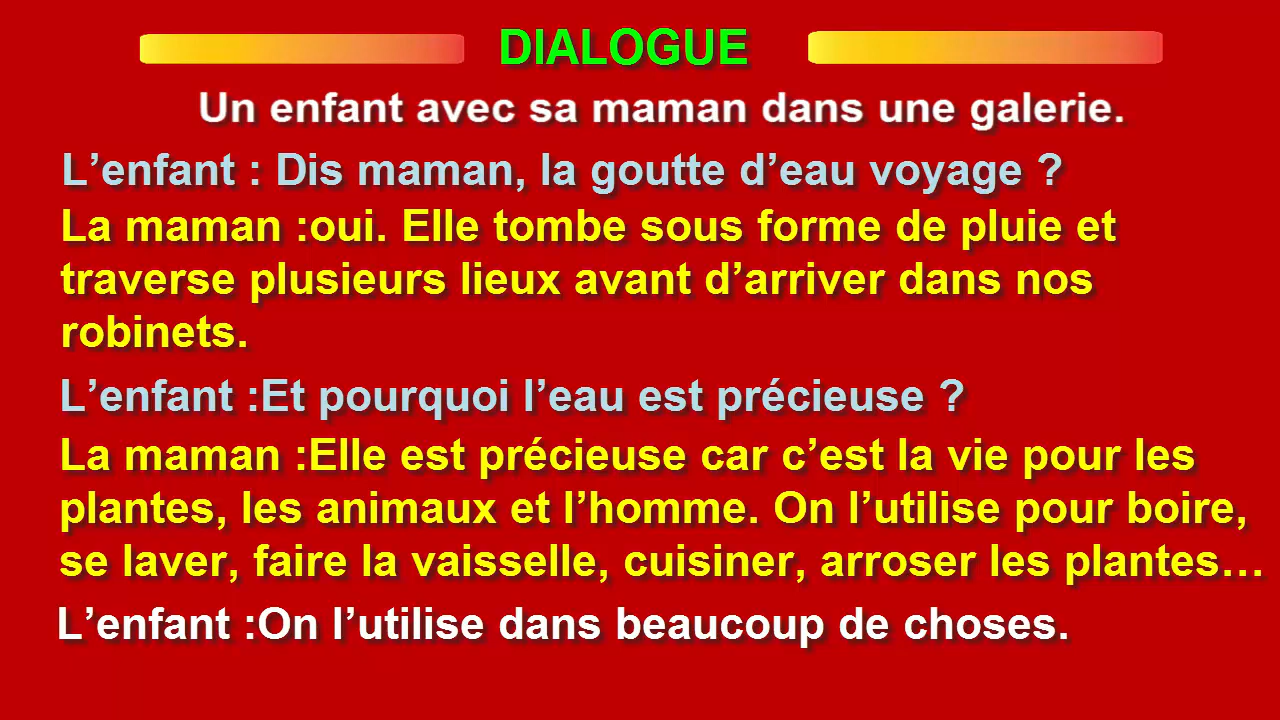 DIALOGUE
Un enfant avec sa maman dans une galerie.
L’enfant : Dis maman, la goutte d’eau voyage ?
La maman :oui. Elle tombe sous forme de pluie et
traverse plusieurs lieux avant d’arriver dans nos
robinets.
L’enfant :Et pourquoi l’eau est précieuse ?
La maman :Elle est précieuse car c’est la vie pour les
plantes, les animaux et l’homme. On l’utilise pour boire,
se laver, faire la vaisselle, cuisiner, arroser les plantes…
L’enfant :On l’utilise dans beaucoup de choses.